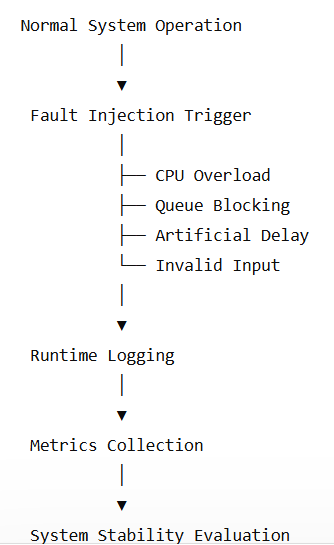 Normal System Operation
│
▼
Fault Injection Trigger
│
├── CPU Overload
├── Queue Blocking
├── Artificial Delay
└── Invalid Input
│
▼
Runtime Logging
│
▼
Metrics Collection
│
▼
System Stability Evaluation